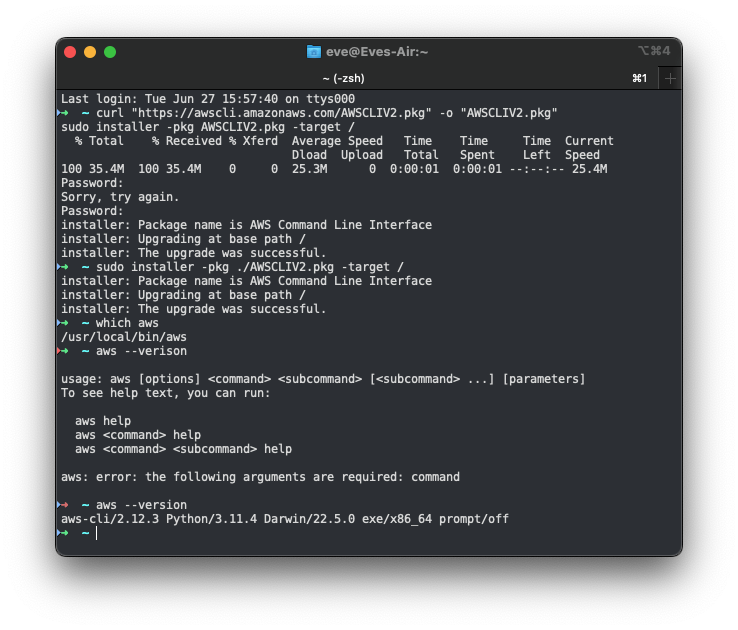 eve@Eves-Air:~
⌥⌘4
~ (-zsh)
⌘1
Last login: Tue Jun 27 15:57:40 on ttys000
➜  ~ curl "https://awscli.amazonaws.com/AWSCLIV2.pkg" -o "AWSCLIV2.pkg"
sudo installer -pkg AWSCLIV2.pkg -target /
  % Total    % Received % Xferd  Average Speed   Time    Time     Time  Current
                                 Dload  Upload   Total   Spent    Left  Speed
100 35.4M  100 35.4M    0     0  25.3M      0  0:00:01  0:00:01 --:--:-- 25.4M
Password:
Sorry, try again.
Password:
installer: Package name is AWS Command Line Interface
installer: Upgrading at base path /
installer: The upgrade was successful.
➜  ~ sudo installer -pkg ./AWSCLIV2.pkg -target /
installer: Package name is AWS Command Line Interface
installer: Upgrading at base path /
installer: The upgrade was successful.
➜  ~ which aws
/usr/local/bin/aws
➜  ~ aws --verison
usage: aws [options] <command> <subcommand> [<subcommand> ...] [parameters]
To see help text, you can run:
  aws help
  aws <command> help
  aws <command> <subcommand> help
aws: error: the following arguments are required: command
➜  ~ aws --version
aws-cli/2.12.3 Python/3.11.4 Darwin/22.5.0 exe/x86_64 prompt/off
➜  ~